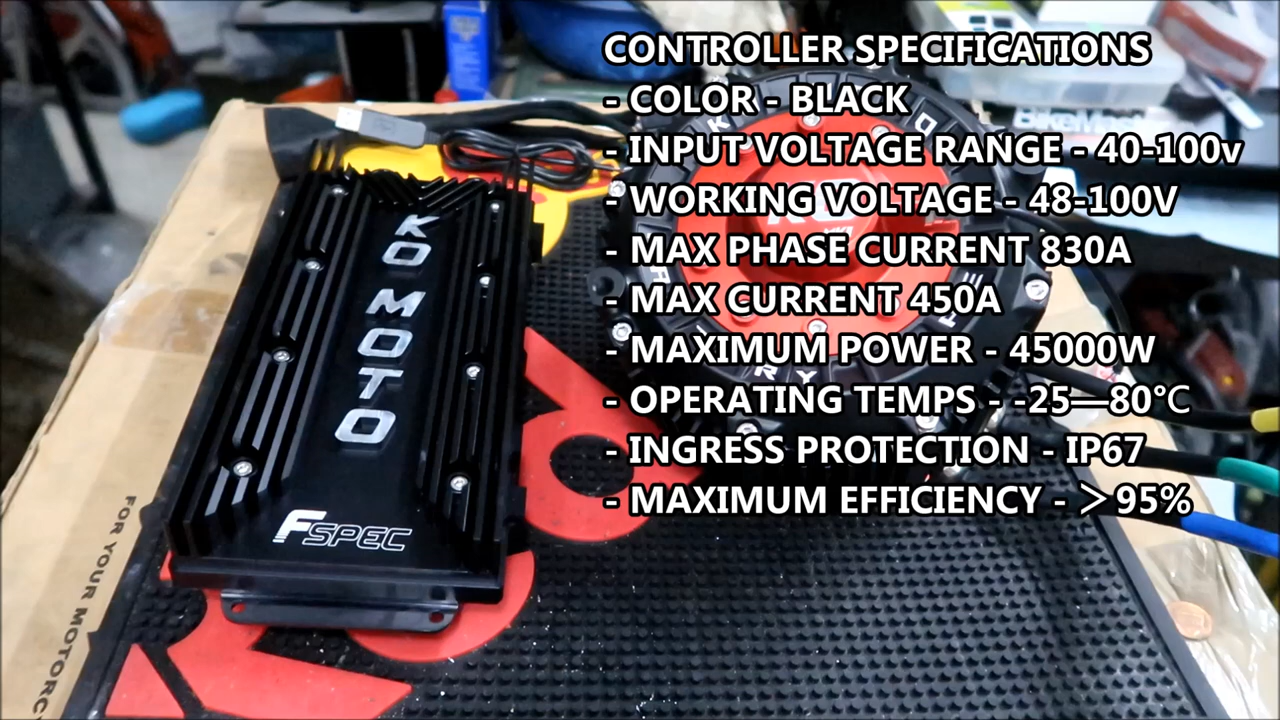 CONTROLLER SPECIFICATIONS
- COLOR - BLACK
- INPUT VOLTAGE RANGE - 40-100v
- WORKING VOLTAGE - 48-100V
- MAX PHASE CURRENT 830A
- MAX CURRENT 450A
- MAXIMUM POWER - 45000W
- OPERATING TEMPS - -25—80℃
- INGRESS PROTECTION - IP67
- MAXIMUM EFFICIENCY - ＞95%
KO MOTO
FSPEC
FOR YOUR MOTORC